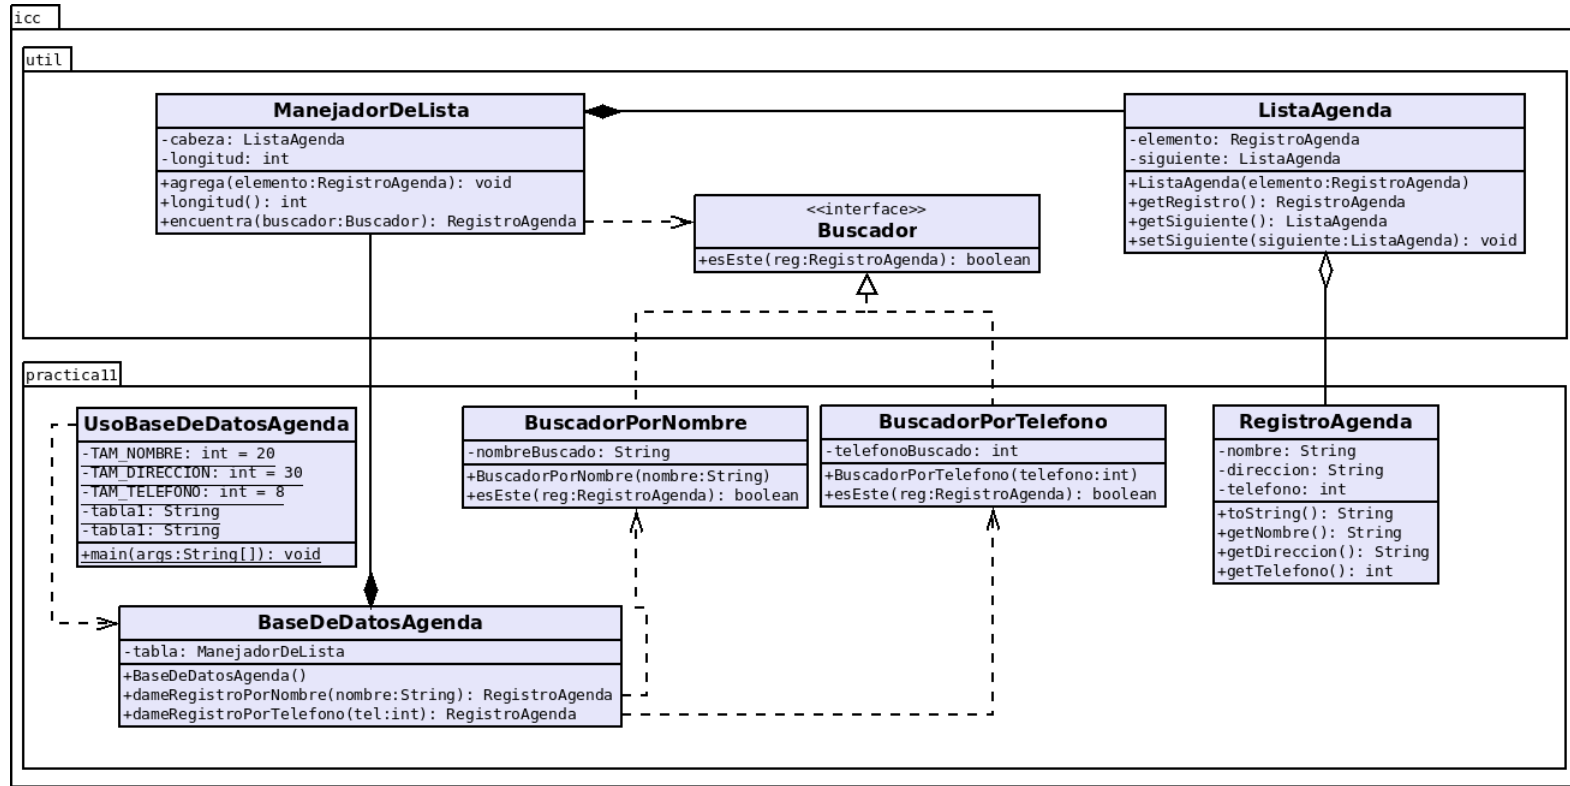 icc
util
ManejadorDeLista
-cabeza: ListaAgenda
-longitud: int
+agrega(elemento:RegistroAgenda): void
+longitud(): int
+encuentra(buscador:Buscador): RegistroAgenda
<<interface>>
Buscador
+esEste(reg:RegistroAgenda): boolean
ListaAgenda
-elemento: RegistroAgenda
-siguiente: ListaAgenda
+ListaAgenda(elemento:RegistroAgenda)
+getRegistro(): RegistroAgenda
+getSiguiente(): ListaAgenda
+setSiguiente(siguiente:ListaAgenda): void
practica11
UsoBaseDeDatosAgenda
-TAM_NOMBRE: int = 20
-TAM_DIRECCION: int = 30
-TAM_TELEFONO: int = 8
-tabla1: String
-tabla1: String
+main(args:String[]): void
BuscadorPorNombre
-nombreBuscado: String
+BuscadorPorNombre(nombre:String)
+esEste(reg:RegistroAgenda): boolean
BuscadorPorTelefono
-telefonoBuscado: int
+BuscadorPorTelefono(telefono:int)
+esEste(reg:RegistroAgenda): boolean
RegistroAgenda
-nombre: String
-direccion: String
-telefono: int
+toString(): String
+getNombre(): String
+getDireccion(): String
+getTelefono(): int
BaseDeDatosAgenda
-tabla: ManejadorDeLista
+BaseDeDatosAgenda()
+dameRegistroPorNombre(nombre:String): RegistroAgenda
+dameRegistroPorTelefono(tel:int): RegistroAgenda